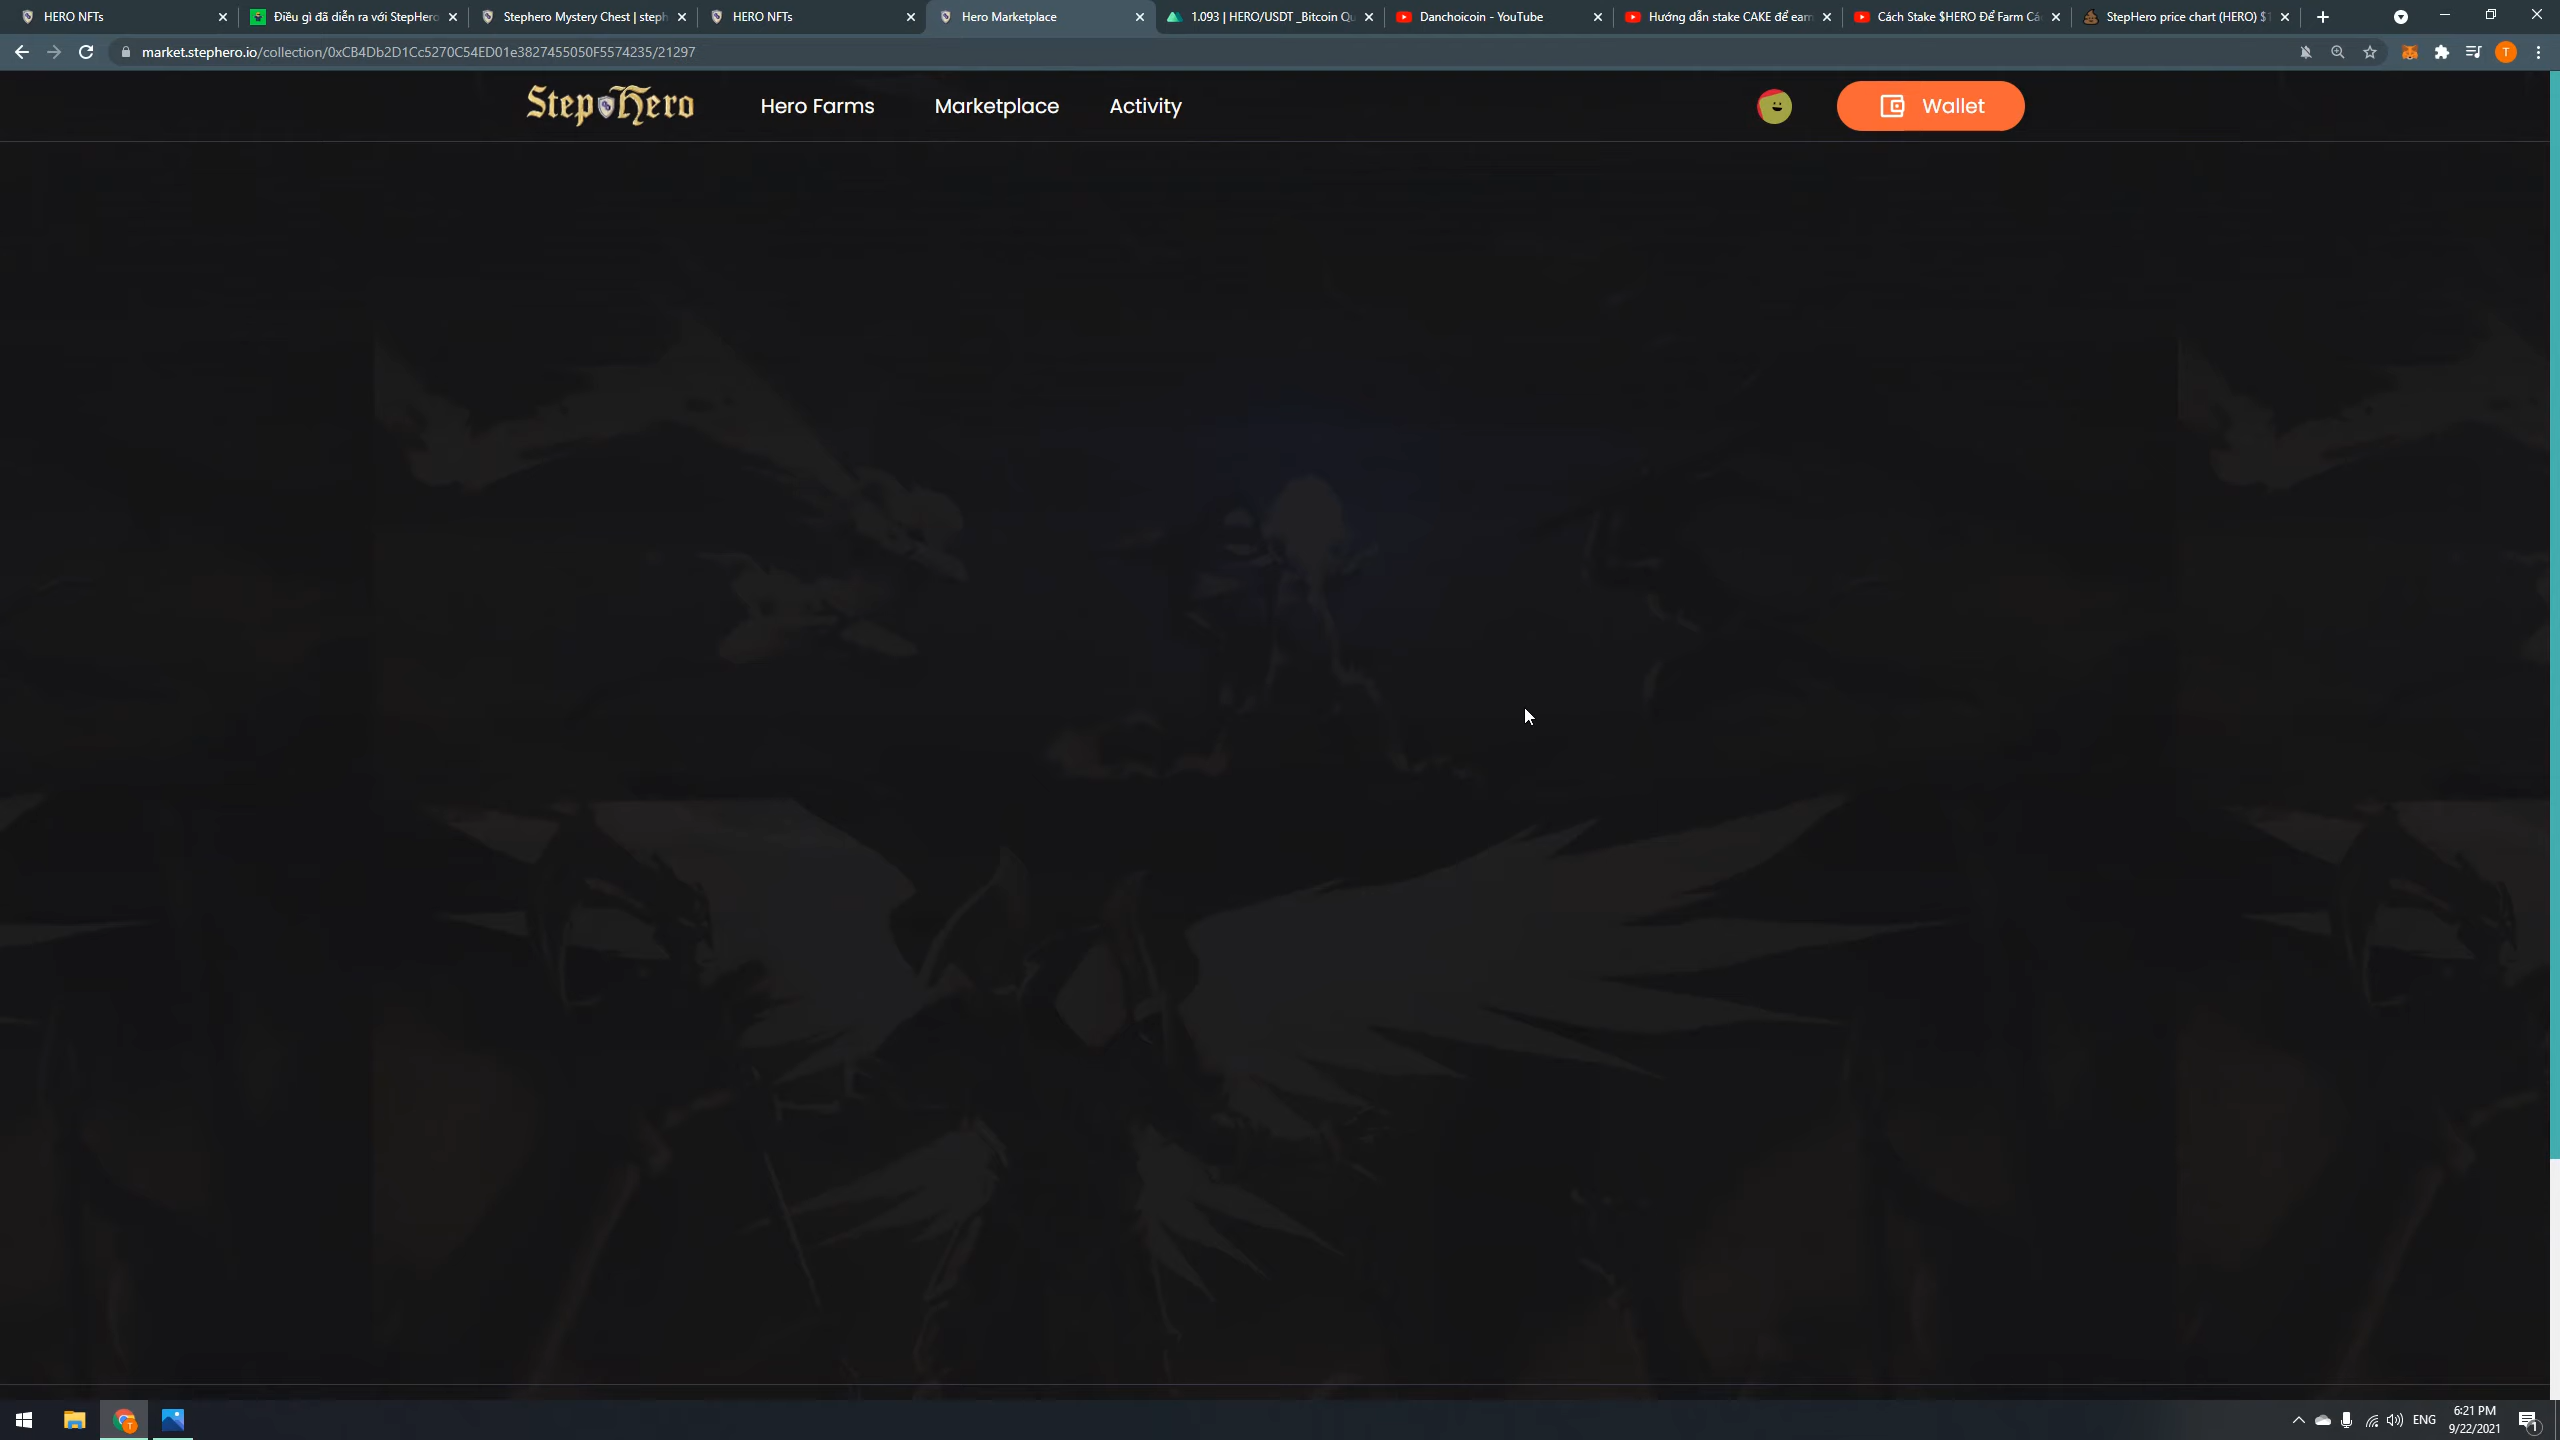 HERO NFTs
Điều gì đã diễn ra với StepHero
Stephero Mystery Chest | steph
HERO NFTs
Hero Marketplace
1.093 | HERO/USDT _Bitcoin Qu
Danchoicoin - YouTube
Hướng dẫn stake CAKE để earn
Cách Stake $HERO Để Farm Cá
StepHero price chart (HERO) $1
market.stephero.io/collection/0xCB4Db2D1Cc5270C54ED01e3827455050F5574235/21297
T
StepHero
Hero Farms
Marketplace
Activity
Wallet
T
ENG
6:21 PM
9/22/2021
1